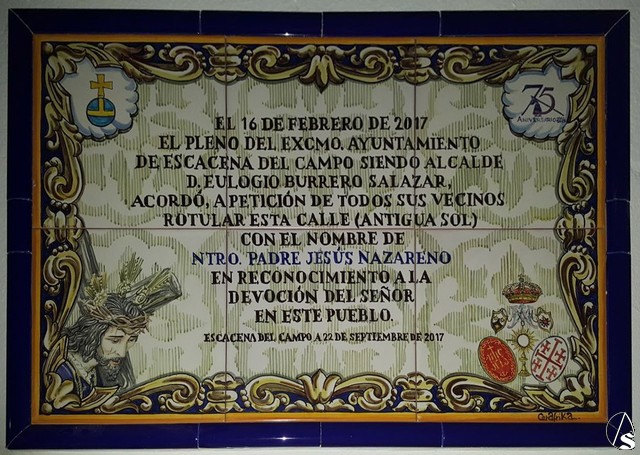 75
ANIVERSARIO
EL 16 DE FEBRERO DE 2017
EL PLENO DEL EXCMO. AYUNTAMIENTO
DE ESCACENA DEL CAMPO SIENDO ALCALDE
D. EULOGIO BURRERO SALAZAR,
ACORDÓ, A PETICIÓN DE TODOS SUS VECINOS
ROTULAR ESTA CALLE (ANTIGUA SOL)
CON EL NOMBRE DE
NTRO. PADRE JESÚS NAZARENO
EN RECONOCIMIENTO A LA
DEVOCIÓN DEL SEÑOR
EN ESTE PUEBLO.
ESCACENA DEL CAMPO A 22 DE SEPTIEMBRE DE 2017